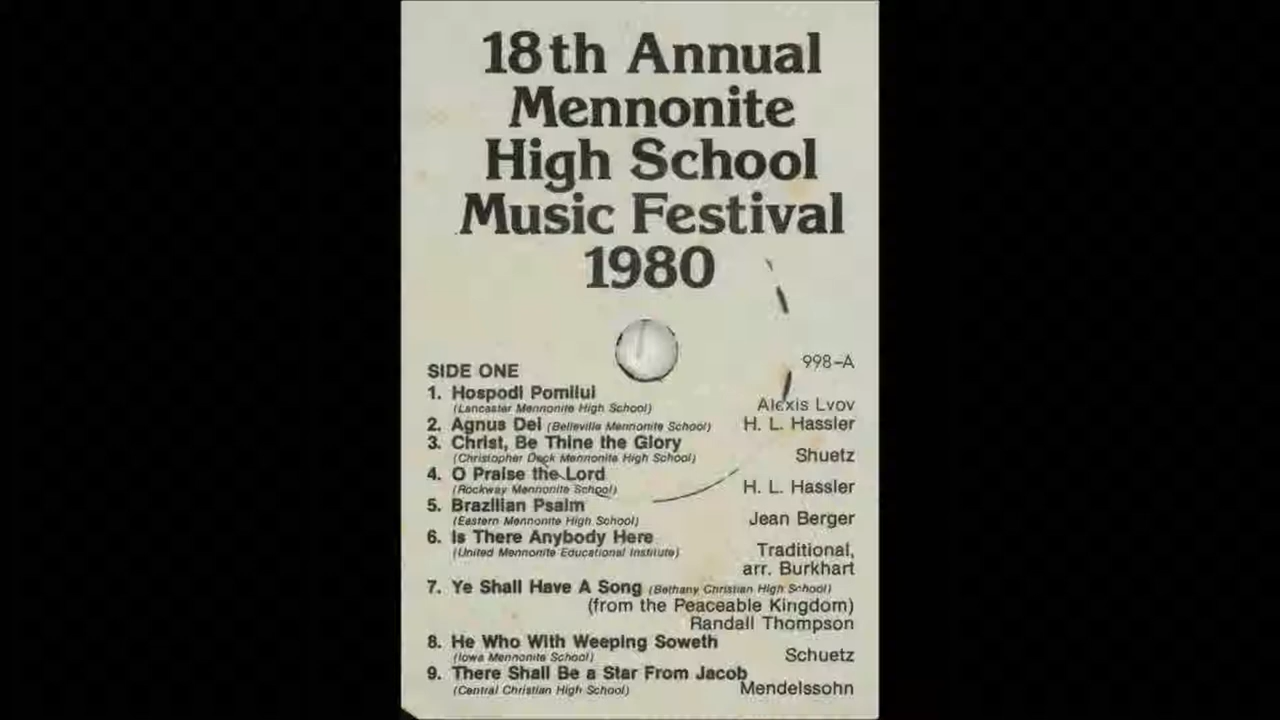 18th Annual
Mennonite
High School
Music Festival
1980
998-A
SIDE ONE
1. Hospodi Pomilui
(Lancaster Mennonite High School) Alexis Lvov
2. Agnus Dei (Belleville Mennonite School) H. L. Hassler
3. Christ, Be Thine the Glory
(Christopher Dock Mennonite High School) Shuetz
4. O Praise the Lord
(Rockway Mennonite School) H. L. Hassler
5. Brazilian Psalm
(Eastern Mennonite High School) Jean Berger
6. Is There Anybody Here
(United Mennonite Educational Institute) Traditional,
arr. Burkhart
7. Ye Shall Have A Song (Bethany Christian High School)
(from the Peaceable Kingdom)
Randall Thompson
8. He Who With Weeping Soweth
(Iowa Mennonite School) Schuetz
9. There Shall Be a Star From Jacob
(Central Christian High School) Mendelssohn